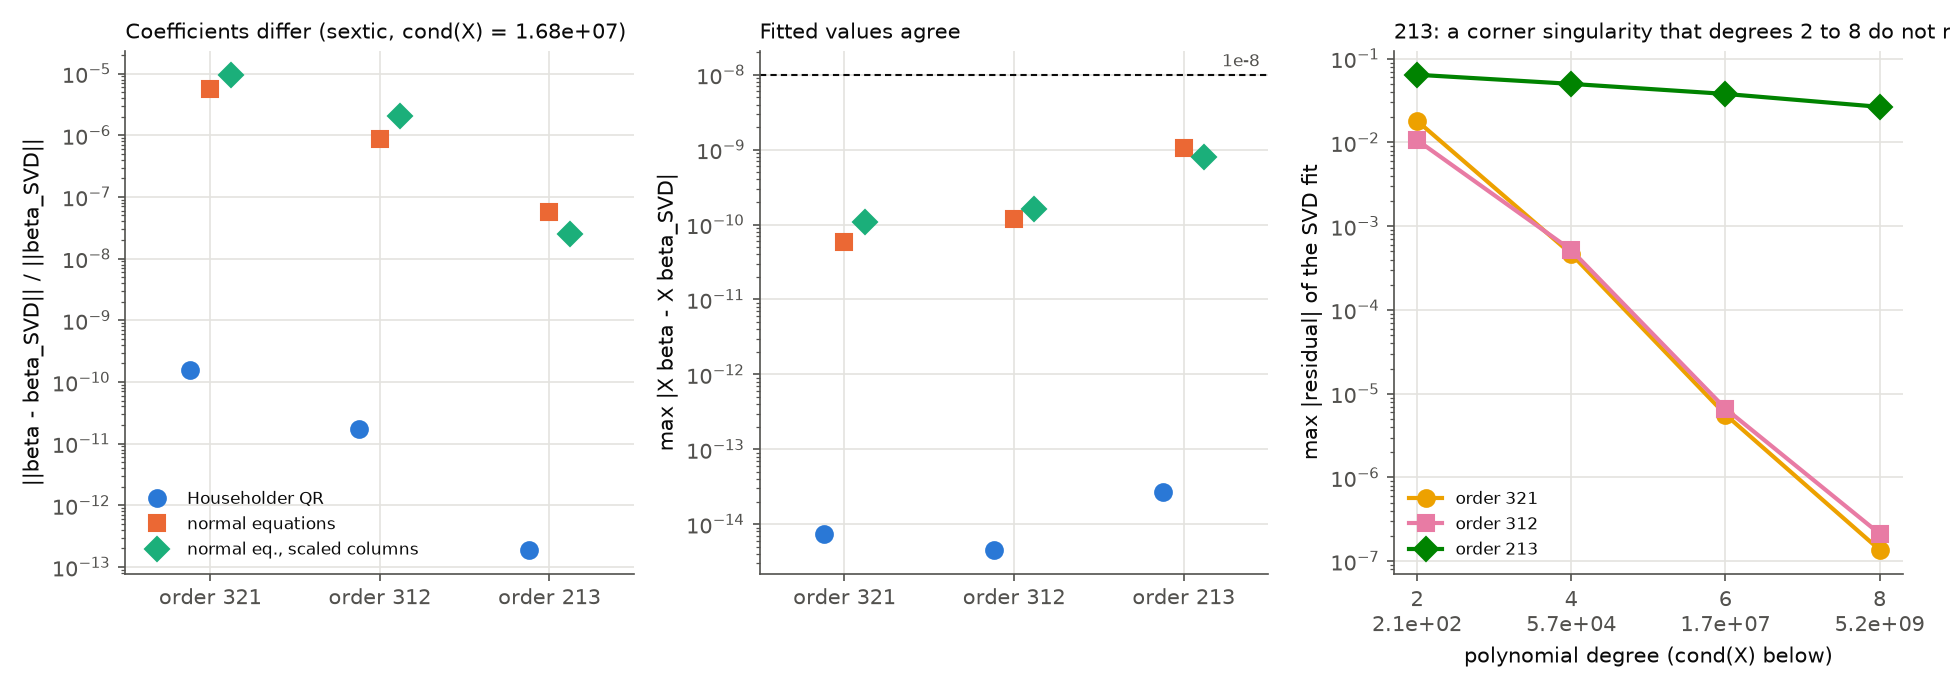 Coefficients differ (sextic, cond(X) = 1.68e+07)
||beta - beta_SVD|| / ||beta_SVD||
10⁻⁵
10⁻⁶
10⁻⁷
10⁻⁸
10⁻⁹
10⁻¹⁰
10⁻¹¹
10⁻¹²
10⁻¹³
Householder QR
normal equations
normal eq., scaled columns
order 321
order 312
order 213
Fitted values agree
max |X beta - X beta_SVD|
1e-8
10⁻⁸
10⁻⁹
10⁻¹⁰
10⁻¹¹
10⁻¹²
10⁻¹³
10⁻¹⁴
order 321
order 312
order 213
213: a corner singularity that degrees 2 to 8 do not
max |residual| of the SVD fit
10⁻¹
10⁻²
10⁻³
10⁻⁴
10⁻⁵
10⁻⁶
10⁻⁷
order 321
order 312
order 213
2
2.1e+02
4
5.7e+04
6
1.7e+07
8
5.2e+09
polynomial degree (cond(X) below)